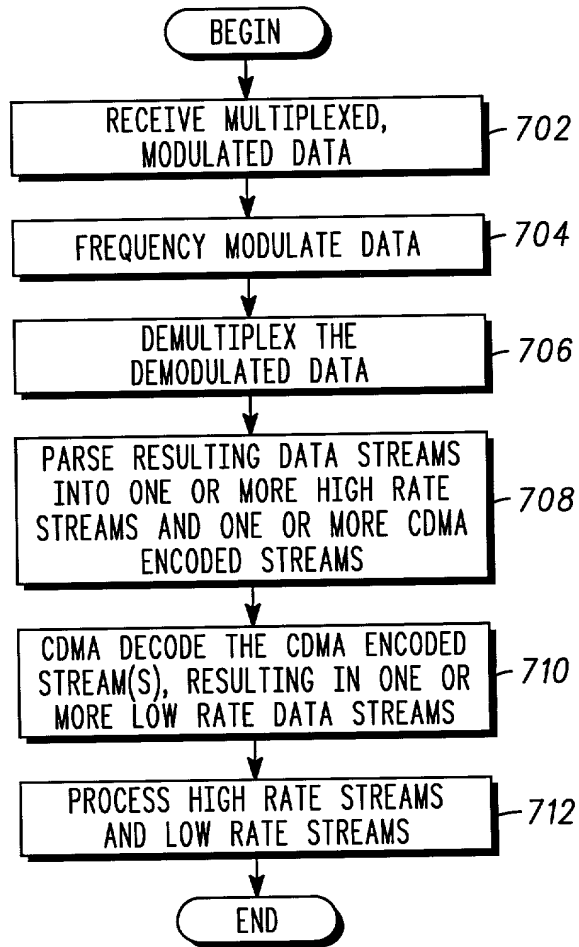 BEGIN
RECEIVE MULTIPLEXED,
MODULATED DATA
702
FREQUENCY MODULATE DATA
704
DEMULTIPLEX THE
DEMODULATED DATA
706
PARSE RESULTING DATA STREAMS
INTO ONE OR MORE HIGH RATE
STREAMS AND ONE OR MORE CDMA
ENCODED STREAMS
708
CDMA DECODE THE CDMA ENCODED
STREAM(S), RESULTING IN ONE OR
MORE LOW RATE DATA STREAMS
710
PROCESS HIGH RATE STREAMS
AND LOW RATE STREAMS
712
END